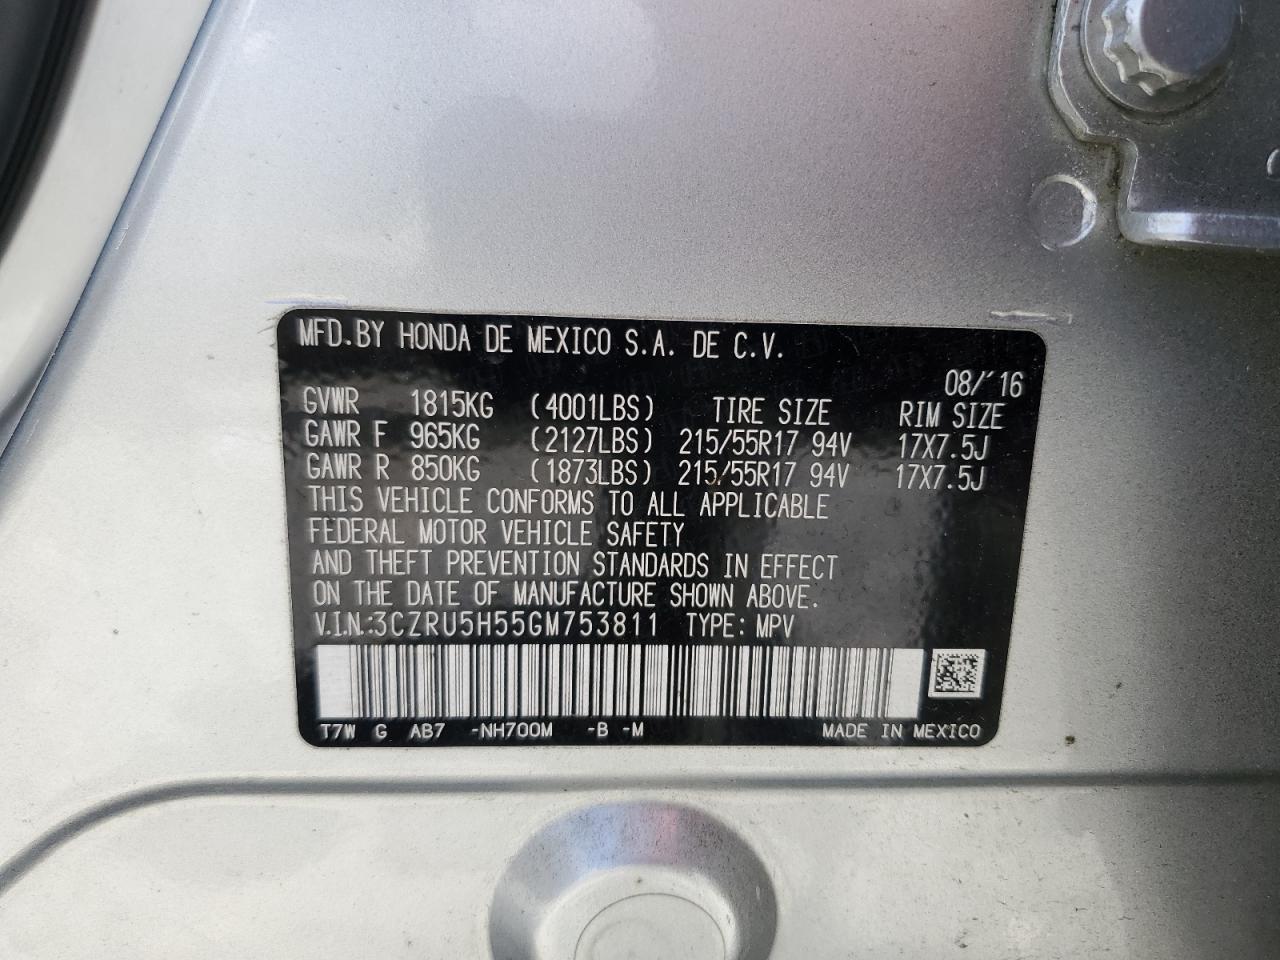 MFD.BY HONDA DE MEXICO S.A. DE C.V.
08/'16
GVWR 1815KG (4001LBS) TIRE SIZE RIM SIZE
GAWR F 965KG (2127LBS) 215/55R17 94V 17X7.5J
GAWR R 850KG (1873LBS) 215/55R17 94V 17X7.5J
THIS VEHICLE CONFORMS TO ALL APPLICABLE
FEDERAL MOTOR VEHICLE SAFETY
AND THEFT PREVENTION STANDARDS IN EFFECT
ON THE DATE OF MANUFACTURE SHOWN ABOVE.
V.I.N.:3CZRU5H55GM753811 TYPE: MPV
T7W G AB7 -NH700M -B -M MADE IN MEXICO